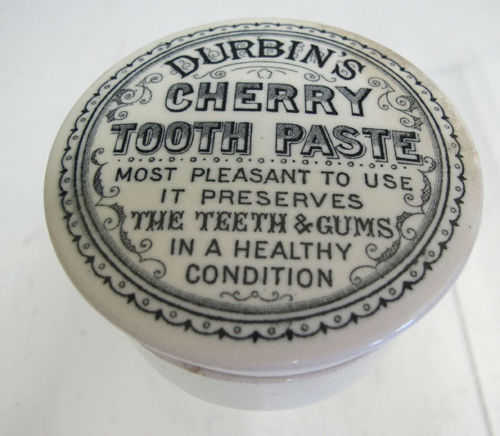 DURBIN'S
CHERRY
TOOTH PASTE
MOST PLEASANT TO USE
IT PRESERVES
THE TEETH & GUMS
IN A HEALTHY
CONDITION